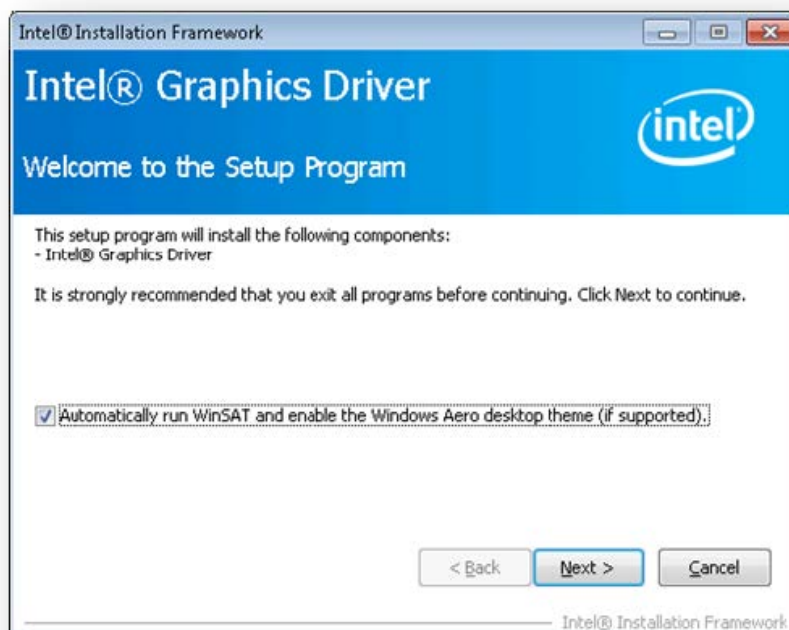 Intel® Installation Framework
Intel® Graphics Driver
intel
Welcome to the Setup Program
This setup program will install the following components:
- Intel® Graphics Driver
It is strongly recommended that you exit all programs before continuing. Click Next to continue.
Automatically run WinSAT and enable the Windows Aero desktop theme (if supported).
< Back
Next >
Cancel
Intel® Installation Framework